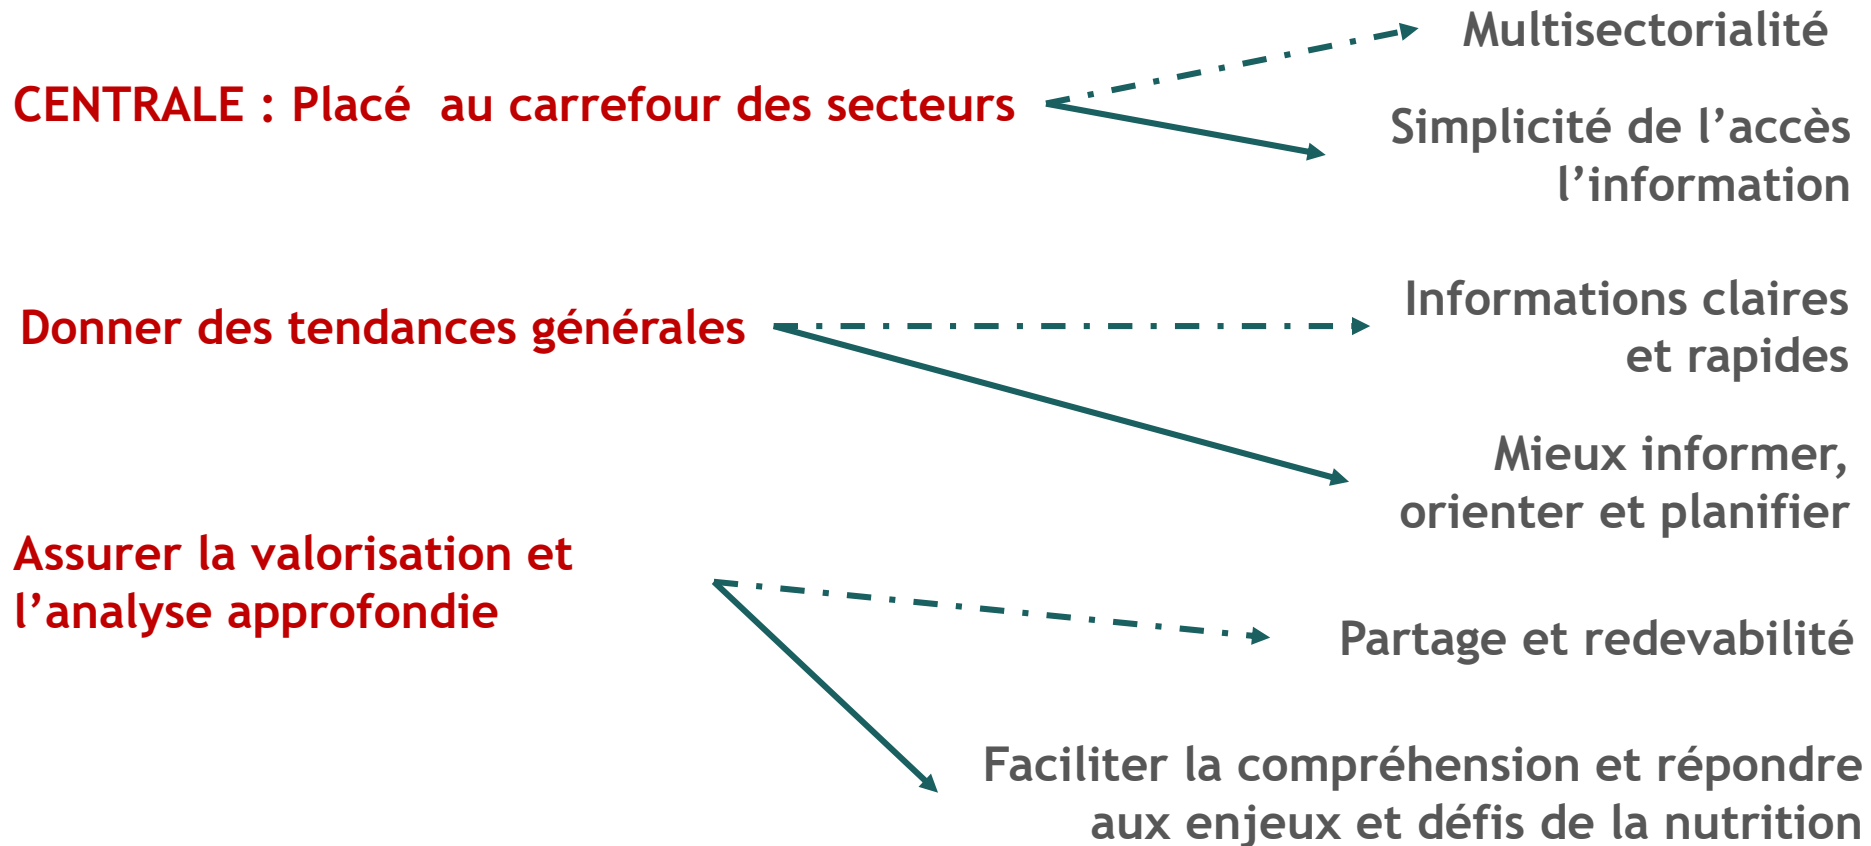 Multisectorialité
CENTRALE : Placé  au carrefour des secteurs
Simplicité de l’accès
l’information
Informations claires
et rapides
Donner des tendances générales
Mieux informer,
orienter et planifier
Assurer la valorisation et
l’analyse approfondie
Partage et redevabilité
Faciliter la compréhension et répondre
aux enjeux et défis de la nutrition